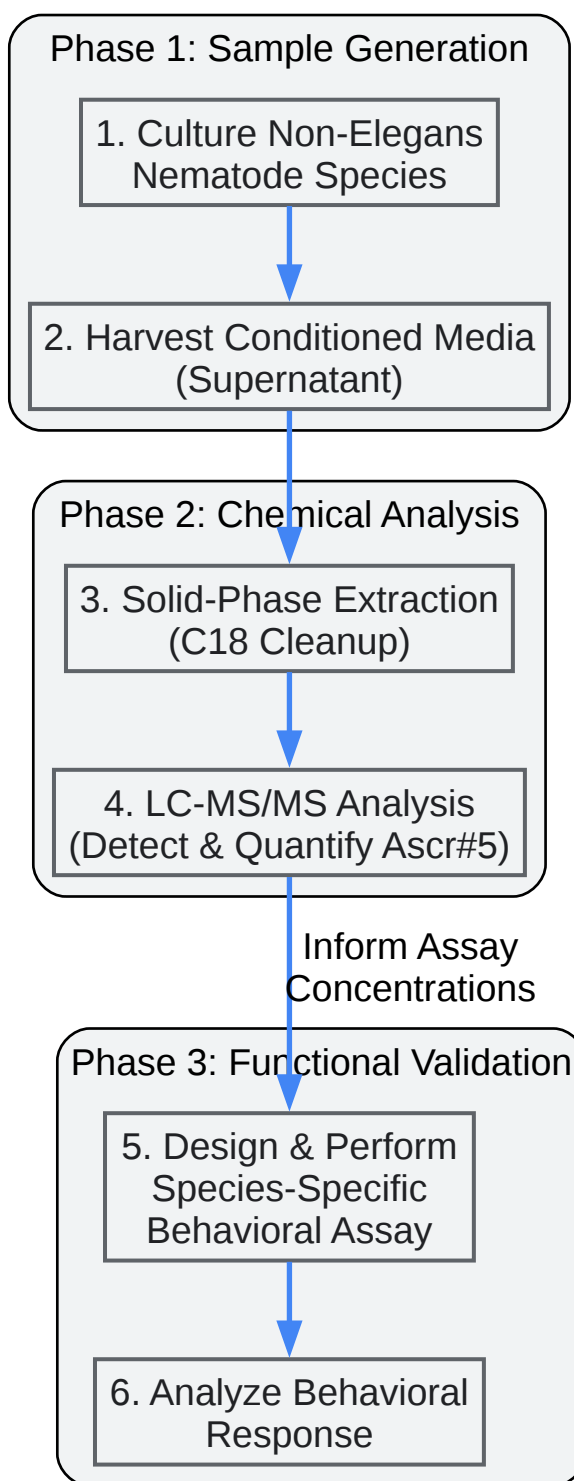 Phase 1: Sample Generation
1. Culture Non-Elegans
Nematode Species
2. Harvest Conditioned Media
(Supernatant)
Phase 2: Chemical Analysis
3. Solid-Phase Extraction
(C18 Cleanup)
4. LC-MS/MS Analysis
(Detect & Quantify Ascr#5)
Inform Assay
Concentrations
Phase 3: Functional Validation
5. Design & Perform
Species-Specific
Behavioral Assay
6. Analyze Behavioral
Response